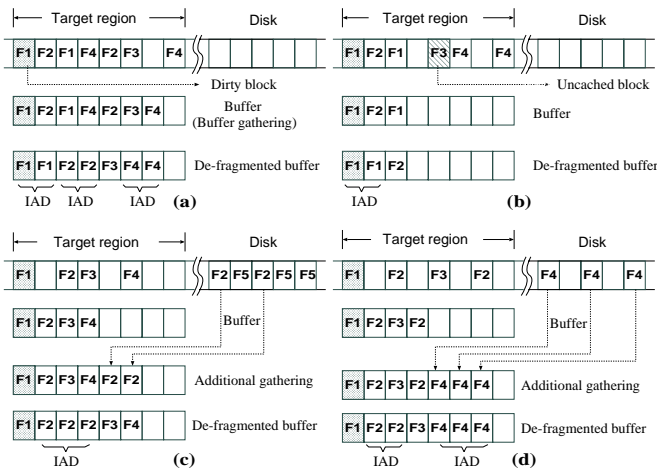 Target region Disk
F1 F2 F1 F4 F2 F3 F4
Dirty block
F1 F2 F1 F4 F2 F3 F4
Buffer
(Buffer gathering)
F1 F1 F2 F2 F3 F4 F4
De-fragmented buffer
IAD IAD IAD
(a)
Target region Disk
F1 F2 F1 F3 F4 F4
Uncached block
F1 F2 F1
Buffer
F1 F1 F2
De-fragmented buffer
IAD
(b)
Target region Disk
F1 F2 F3 F4 F2 F5 F2 F5 F5
F1 F2 F3 F4
Buffer
F1 F2 F3 F4 F2 F2
Additional gathering
F1 F2 F2 F2 F3 F4
De-fragmented buffer
IAD
(c)
Target region Disk
F1 F2 F3 F2 F4 F4 F4
F1 F2 F3 F2
Buffer
F1 F2 F3 F2 F4 F4 F4
Additional gathering
F1 F2 F2 F3 F4 F4 F4
De-fragmented buffer
IAD IAD
(d)